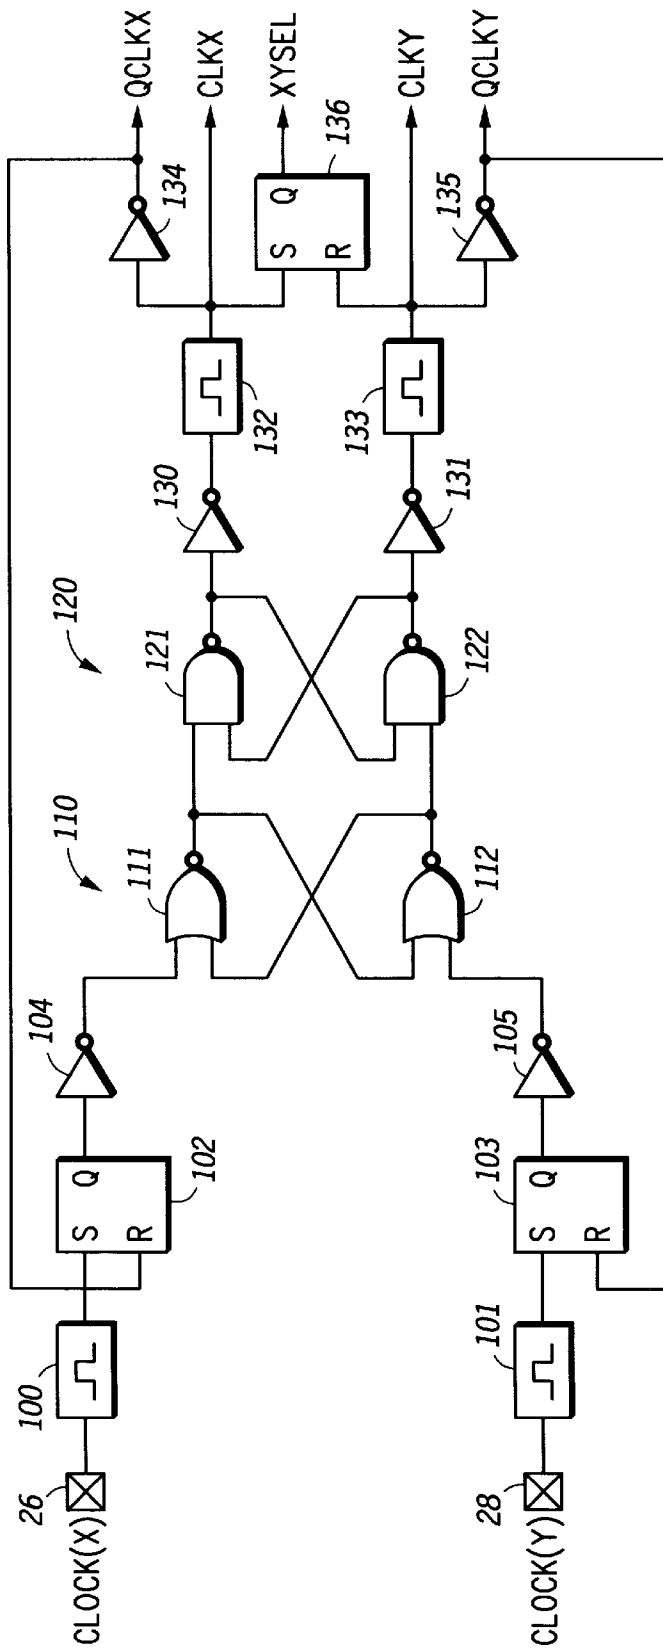 CLOCK(X)
26
100
S
R
Q
102
104
110
111
120
121
130
132
134
QCLKX
CLKX
XYSEL
S
R
Q
136
CLKY
QCLKY
135
133
131
122
112
105
103
S
R
Q
101
28
CLOCK(Y)